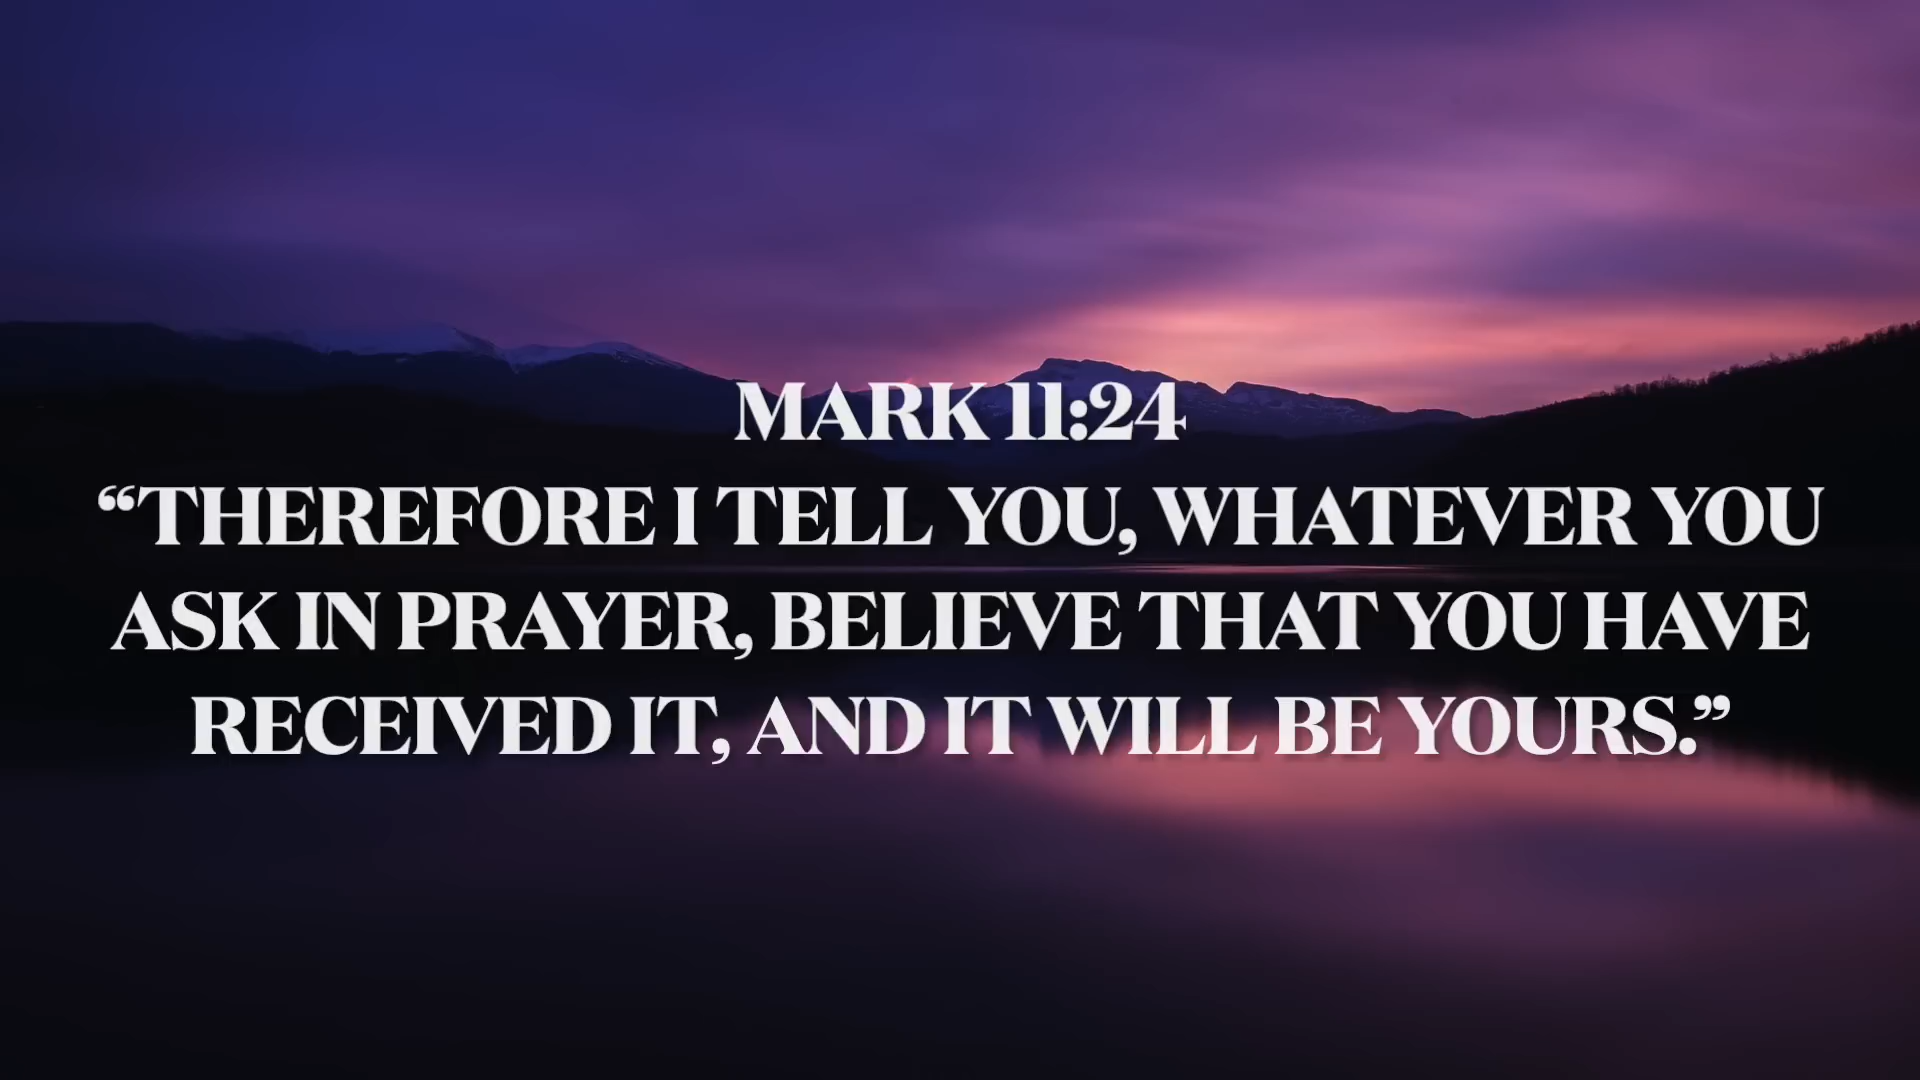 MARK 11:24
“THEREFORE I TELL YOU, WHATEVER YOU
ASK IN PRAYER, BELIEVE THAT YOU HAVE
RECEIVED IT, AND IT WILL BE YOURS.”